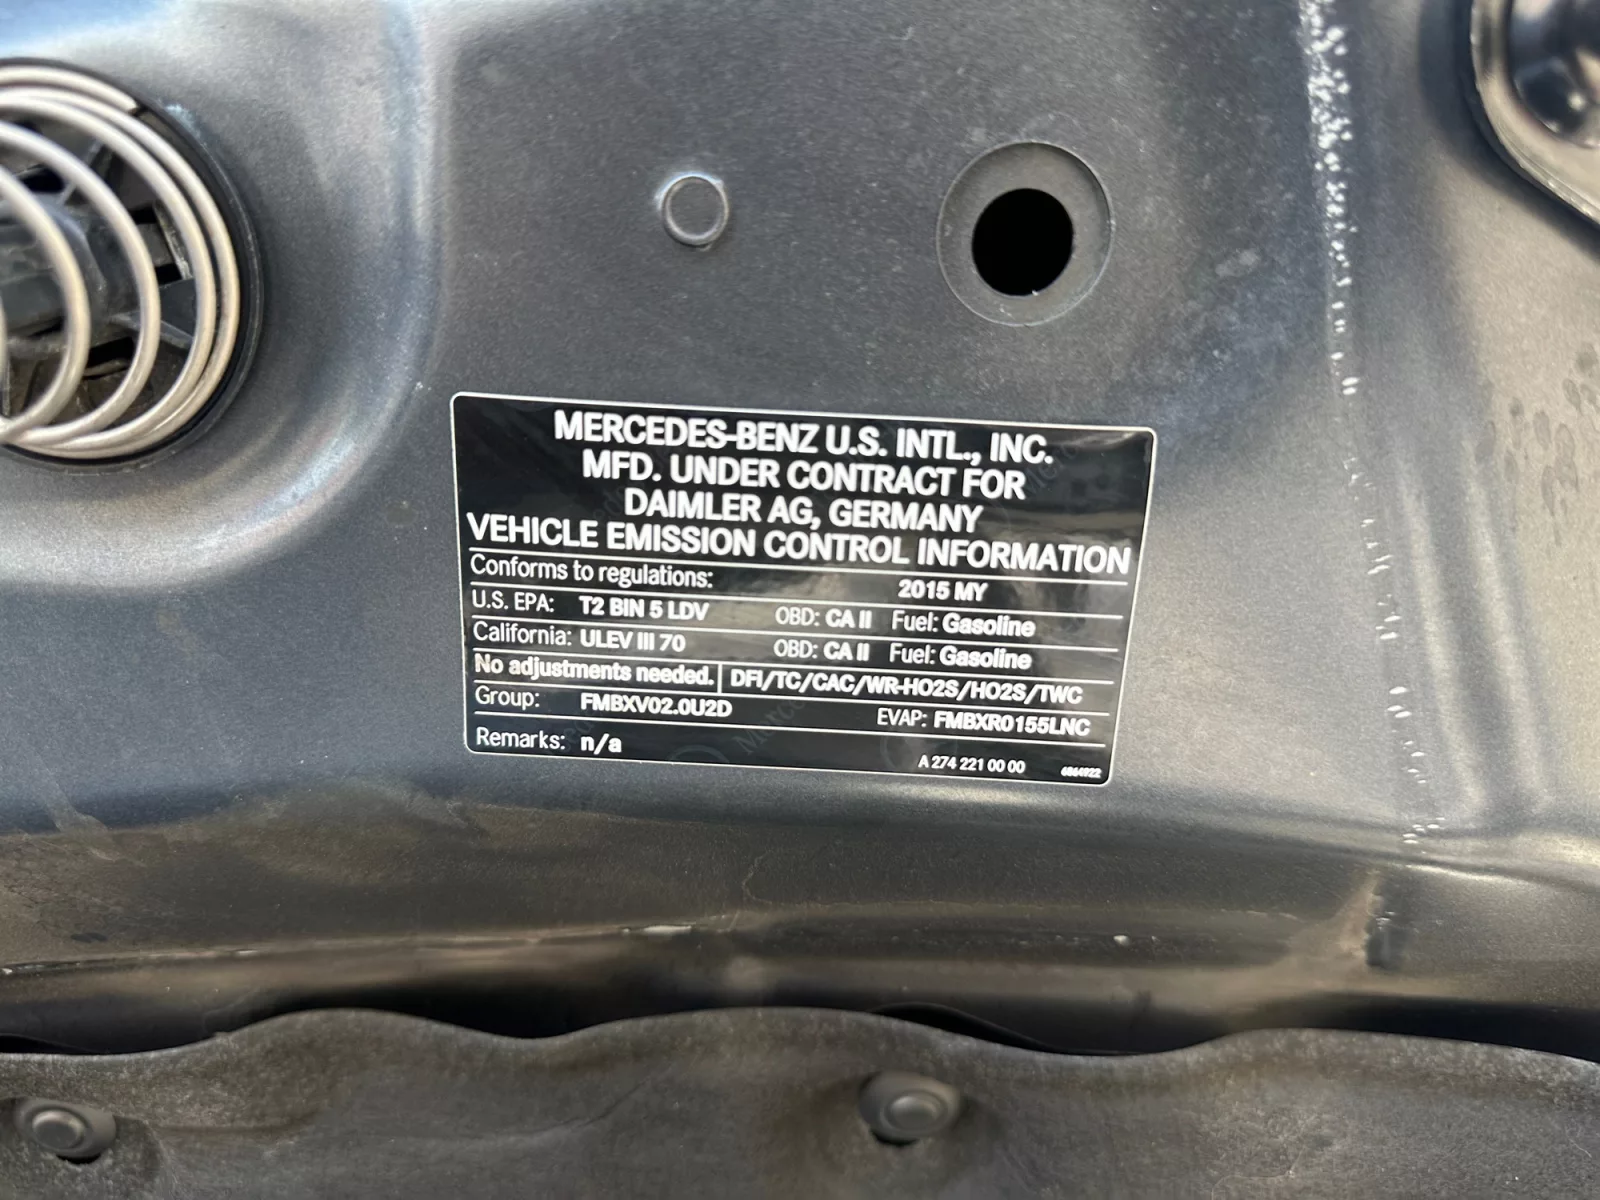 MERCEDES-BENZ U.S. INTL., INC.
MFD. UNDER CONTRACT FOR
DAIMLER AG, GERMANY
VEHICLE EMISSION CONTROL INFORMATION
Conforms to regulations: 2015 MY
U.S. EPA: T2 BIN 5 LDV OBD: CA II Fuel: Gasoline
California: ULEV III 70 OBD: CA II Fuel: Gasoline
No adjustments needed. DFI/TC/CAC/WR-HO2S/HO2S/TWC
Group: FMBXV02.0U2D EVAP: FMBXR0155LNC
Remarks: n/a
A 274 221 00 00